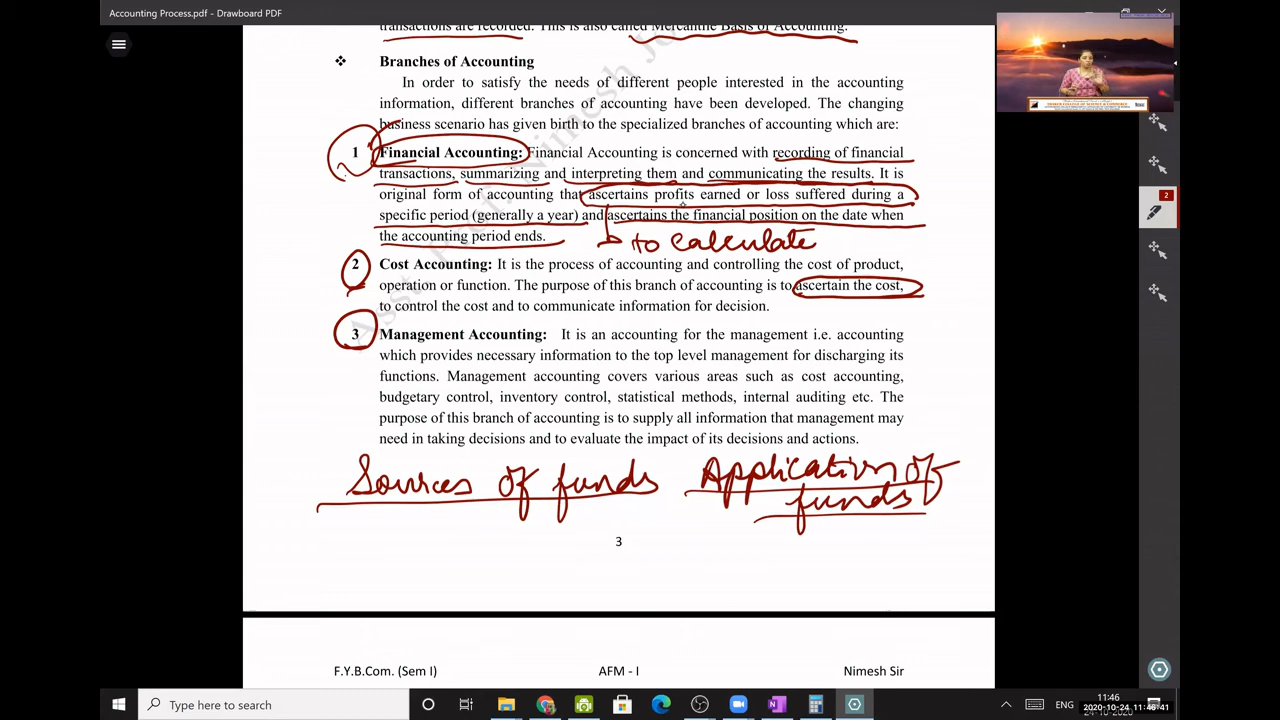 Accounting Process.pdf - Drawboard PDF
transactions are recorded. This is also called Mercantile Basis of Accounting.
❖ Branches of Accounting
In order to satisfy the needs of different people interested in the accounting
information, different branches of accounting have been developed. The changing
business scenario has given birth to the specialized branches of accounting which are:
1 Financial Accounting: Financial Accounting is concerned with recording of financial
transactions, summarizing and interpreting them and communicating the results. It is
original form of accounting that ascertains profits earned or loss suffered during a
specific period (generally a year) and ascertains the financial position on the date when
the accounting period ends.
to calculate
2 Cost Accounting: It is the process of accounting and controlling the cost of product,
operation or function. The purpose of this branch of accounting is to ascertain the cost,
to control the cost and to communicate information for decision.
3 Management Accounting: It is an accounting for the management i.e. accounting
which provides necessary information to the top level management for discharging its
functions. Management accounting covers various areas such as cost accounting,
budgetary control, inventory control, statistical methods, internal auditing etc. The
purpose of this branch of accounting is to supply all information that management may
need in taking decisions and to evaluate the impact of its decisions and actions.
Sources of funds
Application of
funds
3
F.Y.B.Com. (Sem I) AFM - I Nimesh Sir
2
Type here to search
ENG
11:46
2020-10-24 11:46:41